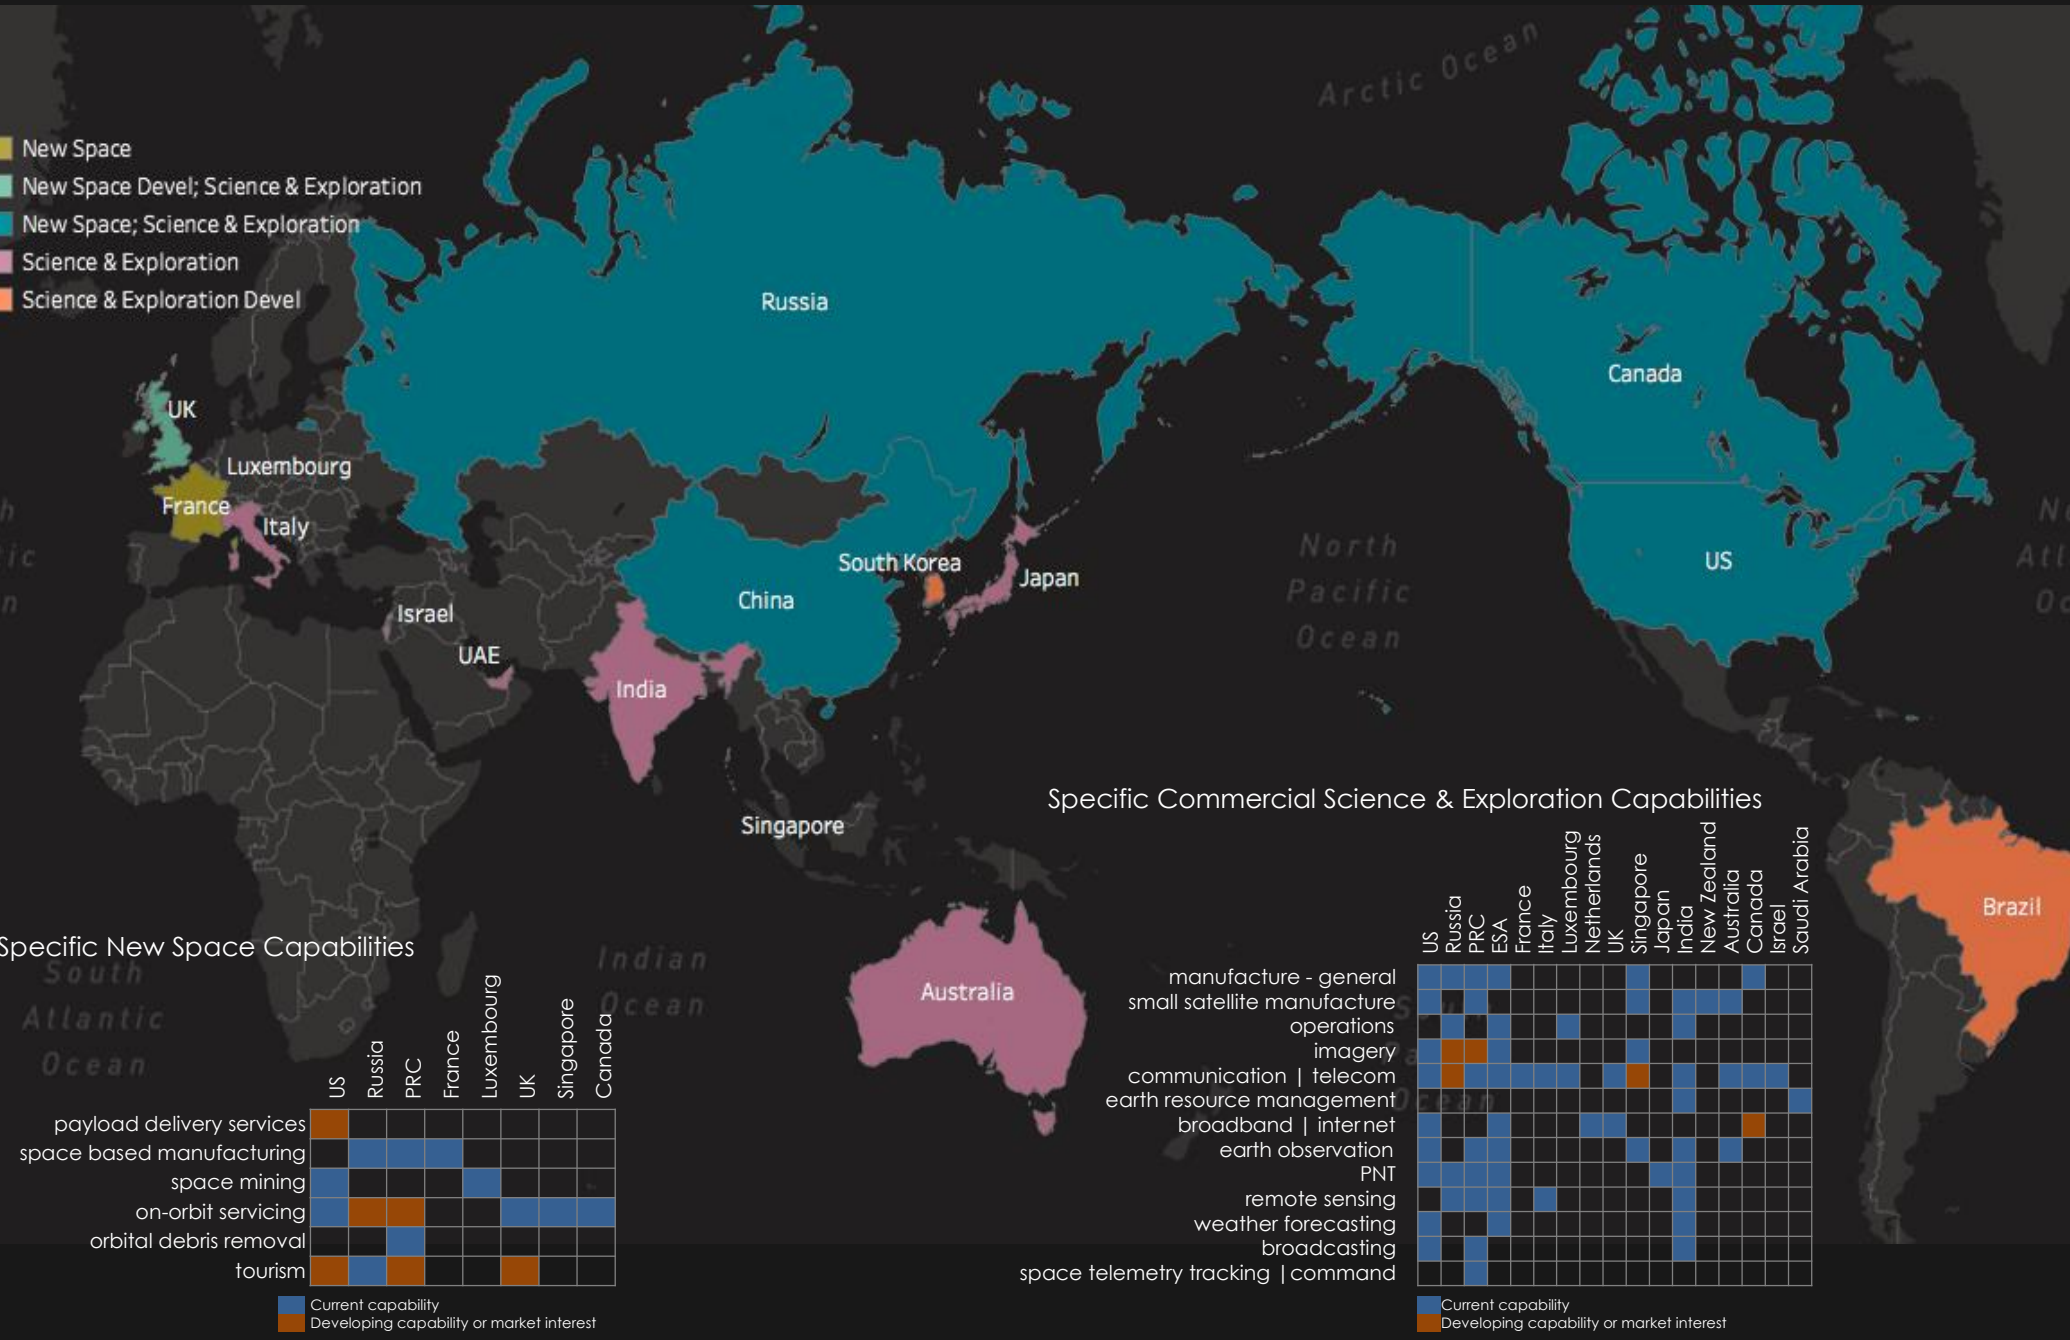 Arctic Ocean
New Space
New Space Devel; Science & Exploration
New Space; Science & Exploration
Science & Exploration
Science & Exploration Devel
Russia
Canada
UK
Luxembourg
France
Italy
North
Pacific
Ocean
US
South Korea
Japan
China
Israel
UAE
India
Singapore
Australia
Brazil
Indian
Ocean
South
Atlantic
Ocean
Specific New Space Capabilities
US
Russia
PRC
France
Luxembourg
UK
Singapore
Canada
payload delivery services
space based manufacturing
space mining
on-orbit servicing
orbital debris removal
tourism
Current capability
Developing capability or market interest
Specific Commercial Science & Exploration Capabilities
US
Russia
PRC
ESA
France
Italy
Luxembourg
Netherlands
UK
Singapore
Japan
India
New Zealand
Australia
Canada
Israel
Saudi Arabia
manufacture - general
small satellite manufacture
operations
imagery
communication | telecom
earth resource management
broadband | internet
earth observation
PNT
remote sensing
weather forecasting
broadcasting
space telemetry tracking | command
Ocean
Current capability
Developing capability or market interest